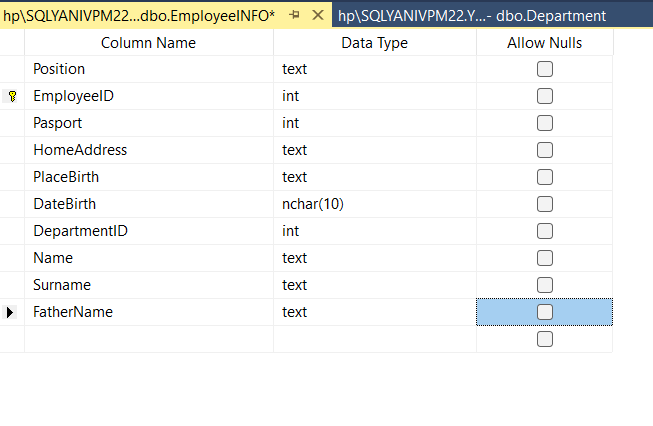 hp\SQLYANIVPM22...dbo.EmployeeINFO* hp\SQLYANIVPM22.Y...- dbo.Department
Column Name Data Type Allow Nulls
Position text
EmployeeID int
Pasport int
HomeAddress text
PlaceBirth text
DateBirth nchar(10)
DepartmentID int
Name text
Surname text
FatherName text